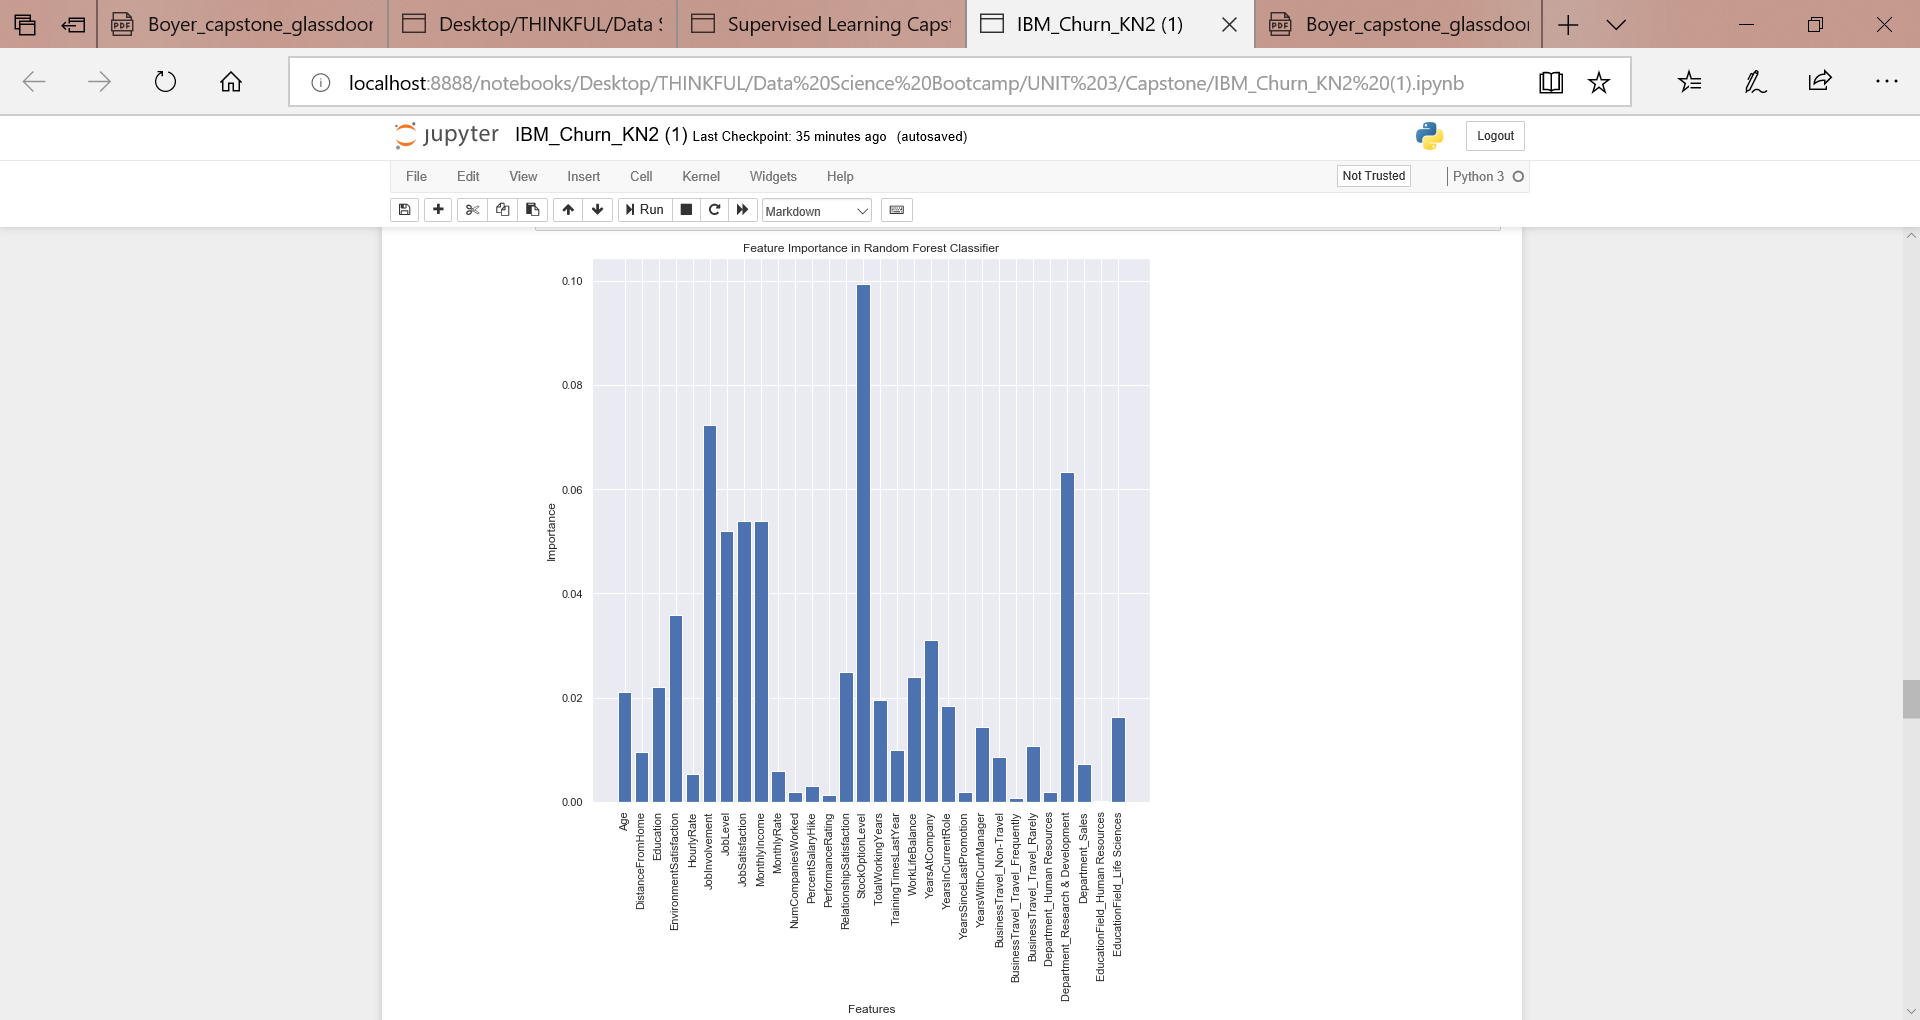 Boyer_capstone_glassdoor
Desktop/THINKFUL/Data S
Supervised Learning Caps
IBM_Churn_KN2 (1)
Boyer_capstone_glassdoor
localhost:8888/notebooks/Desktop/THINKFUL/Data%20Science%20Bootcamp/UNIT%203/Capstone/IBM_Churn_KN2%20(1).ipynb
jupyter IBM_Churn_KN2 (1) Last Checkpoint: 35 minutes ago (autosaved)
Logout
File Edit View Insert Cell Kernel Widgets Help
Not Trusted
Python 3
Run
Markdown
Feature Importance in Random Forest Classifier
0.10
0.08
0.06
0.04
0.02
0.00
Importance
Age
DistanceFromHome
Education
EnvironmentSatisfaction
HourlyRate
JobInvolvement
JobLevel
JobSatisfaction
MonthlyIncome
MonthlyRate
NumCompaniesWorked
PercentSalaryHike
PerformanceRating
RelationshipSatisfaction
StockOptionLevel
TotalWorkingYears
TrainingTimesLastYear
WorkLifeBalance
YearsAtCompany
YearsInCurrentRole
YearsSinceLastPromotion
YearsWithCurrManager
BusinessTravel_Non-Travel
BusinessTravel_Travel_Frequently
BusinessTravel_Travel_Rarely
Department_Human Resources
Department_Research & Development
Department_Sales
EducationField_Human Resources
EducationField_Life Sciences
Features